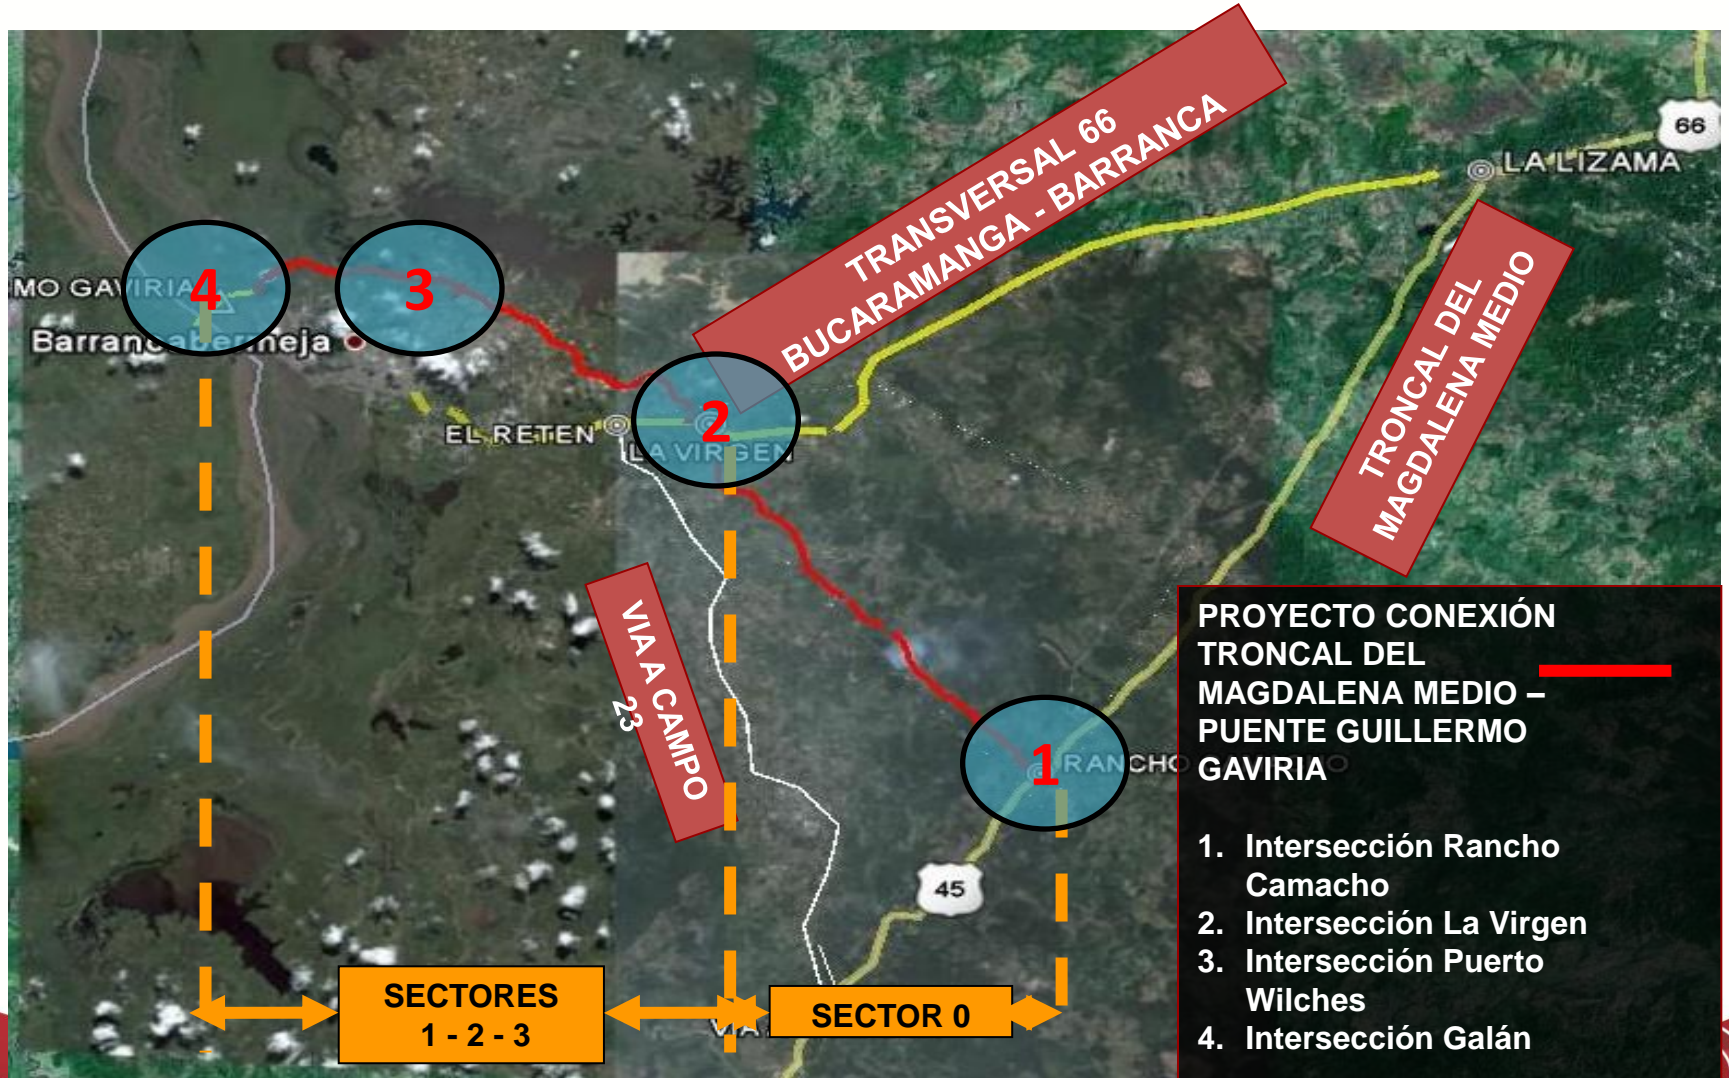 TRANSVERSAL 66
BUCARAMANGA - BARRANCA
66
LA LIZAMA
TRONCAL DEL
MAGDALENA MEDIO
4
3
MO GAVIRIA
Barrancabermeja
2
EL RETEN
LA VIRGEN
VIA A CAMPO
23
1
RANCHO
45
PROYECTO CONEXIÓN
TRONCAL DEL
MAGDALENA MEDIO –
PUENTE GUILLERMO
GAVIRIA
1. Intersección Rancho
Camacho
2. Intersección La Virgen
3. Intersección Puerto
Wilches
4. Intersección Galán
SECTORES
1 - 2 - 3
SECTOR 0